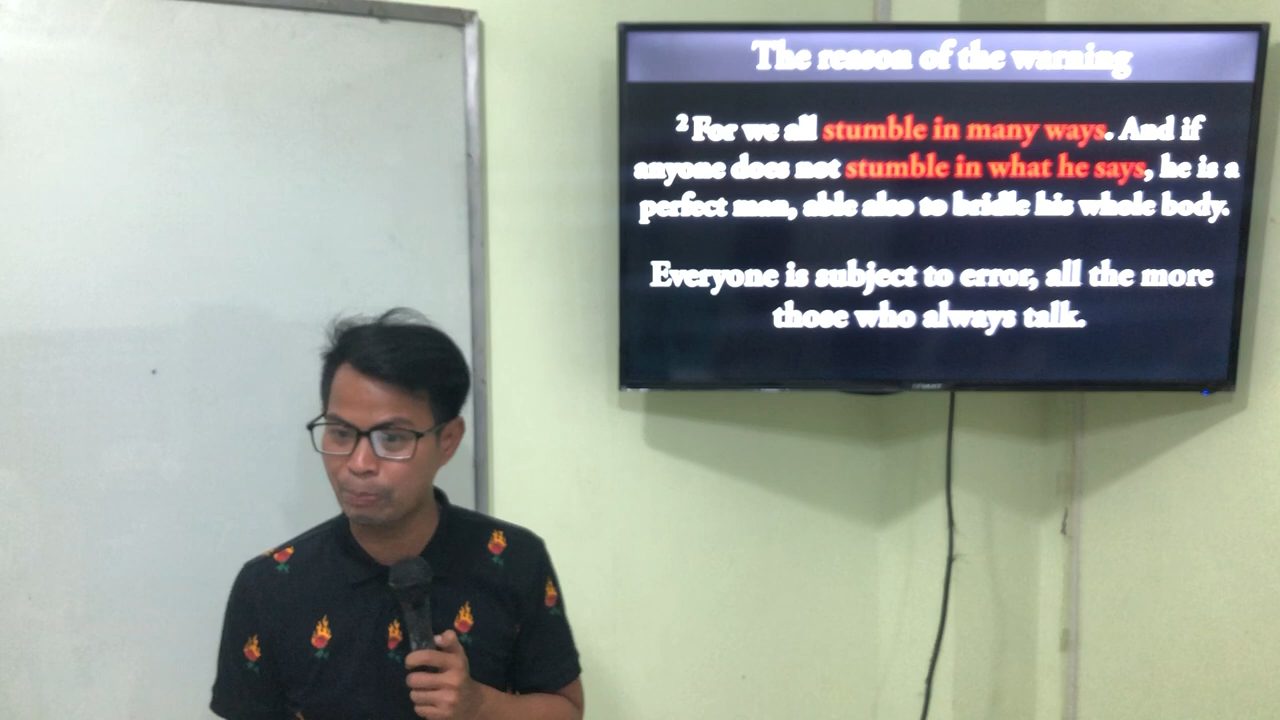 The reason of the warning
² For we all stumble in many ways. And if
anyone does not stumble in what he says, he is a
perfect man, able also to bridle his whole body.
Everyone is subject to error, all the more
those who always talk.